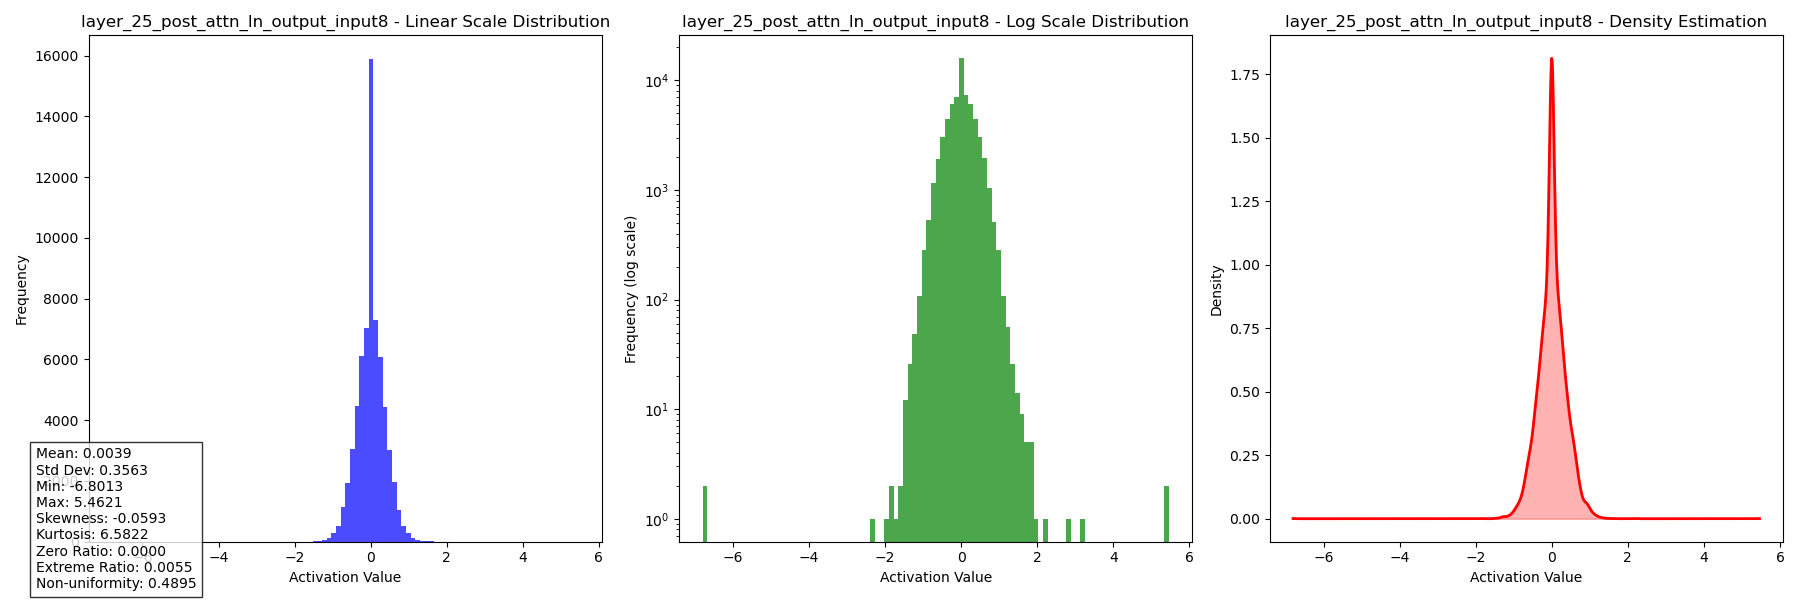 layer_25_post_attn_ln_output_input8 - Linear Scale Distribution
16000
14000
12000
10000
8000
6000
4000
2000
0
Frequency
−6 −4 −2 0 2 4 6
Activation Value
Mean: 0.0039
Std Dev: 0.3563
Min: -6.8013
Max: 5.4621
Skewness: -0.0593
Kurtosis: 6.5822
Zero Ratio: 0.0000
Extreme Ratio: 0.0055
Non-uniformity: 0.4895
layer_25_post_attn_ln_output_input8 - Log Scale Distribution
10⁴
10³
10²
10¹
10⁰
Frequency (log scale)
−6 −4 −2 0 2 4 6
Activation Value
layer_25_post_attn_ln_output_input8 - Density Estimation
1.75
1.50
1.25
1.00
0.75
0.50
0.25
0.00
Density
−6 −4 −2 0 2 4 6
Activation Value